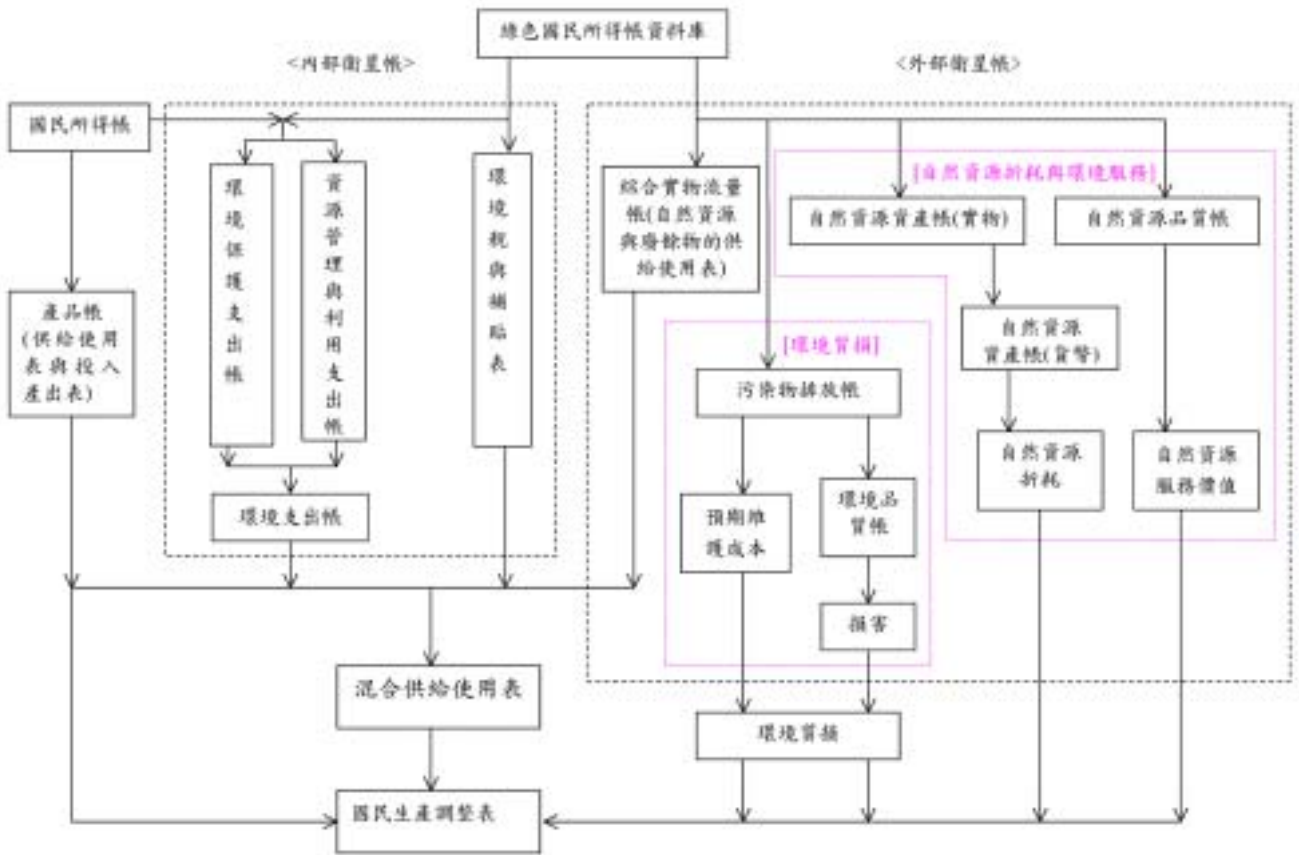 綠色國民所得帳資料庫
<內部衛星帳>
<外部衛星帳>
國民所得帳
環境保護支出帳
資源管理與利用支出帳
環境稅與補貼表
綜合實物流量
帳(自然資源
與廢餘物的供
給使用表)
[自然資源折耗與環境服務]
自然資源資產帳(實物)
自然資源品質帳
產品帳
(供給使用
表與投入
產出表)
自然資源
資產帳(貨幣)
[環境質損]
污染物排放帳
自然資源
折耗
自然資源
服務價值
環境支出帳
預期維
護成本
環境品
質帳
損害
混合供給使用表
環境質損
國民生產調整表